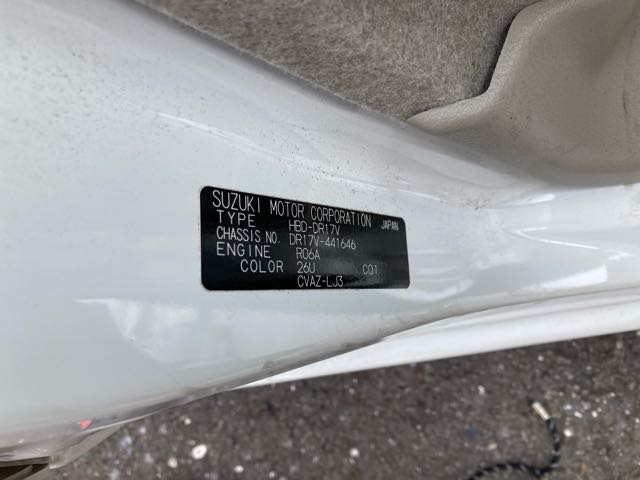 SUZUKI MOTOR CORPORATION JAPAN
TYPE HBD-DR17V
CHASSIS NO. DR17V-441646
ENGINE R06A
COLOR 26U C01
CVAZ-LJ3